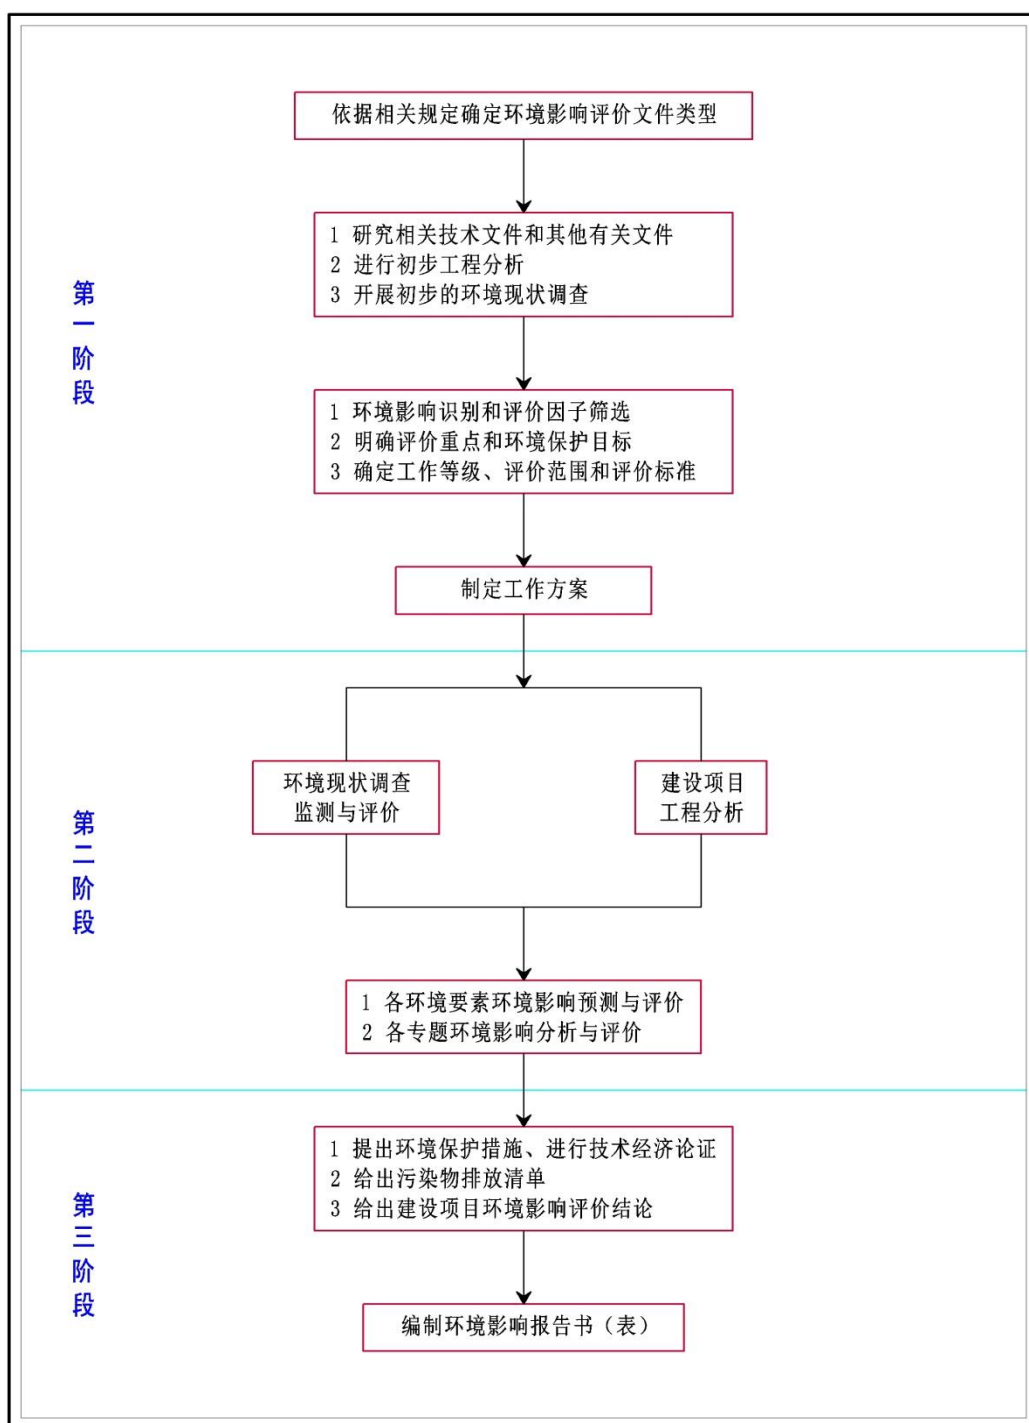 依据相关规定确定环境影响评价文件类型
第一阶段
1 研究相关技术文件和其他有关文件
2 进行初步工程分析
3 开展初步的环境现状调查
1 环境影响识别和评价因子筛选
2 明确评价重点和环境保护目标
3 确定工作等级、评价范围和评价标准
制定工作方案
第二阶段
环境现状调查
监测与评价
建设项目
工程分析
1 各环境要素环境影响预测与评价
2 各专题环境影响分析与评价
第三阶段
1 提出环境保护措施、进行技术经济论证
2 给出污染物排放清单
3 给出建设项目环境影响评价结论
编制环境影响报告书（表）